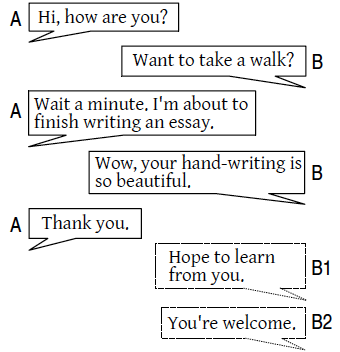 A Hi, how are you?
Want to take a walk? B
A Wait a minute. I'm about to
finish writing an essay.
Wow, your hand-writing is
so beautiful. B
A Thank you.
Hope to learn
from you. B1
You're welcome. B2